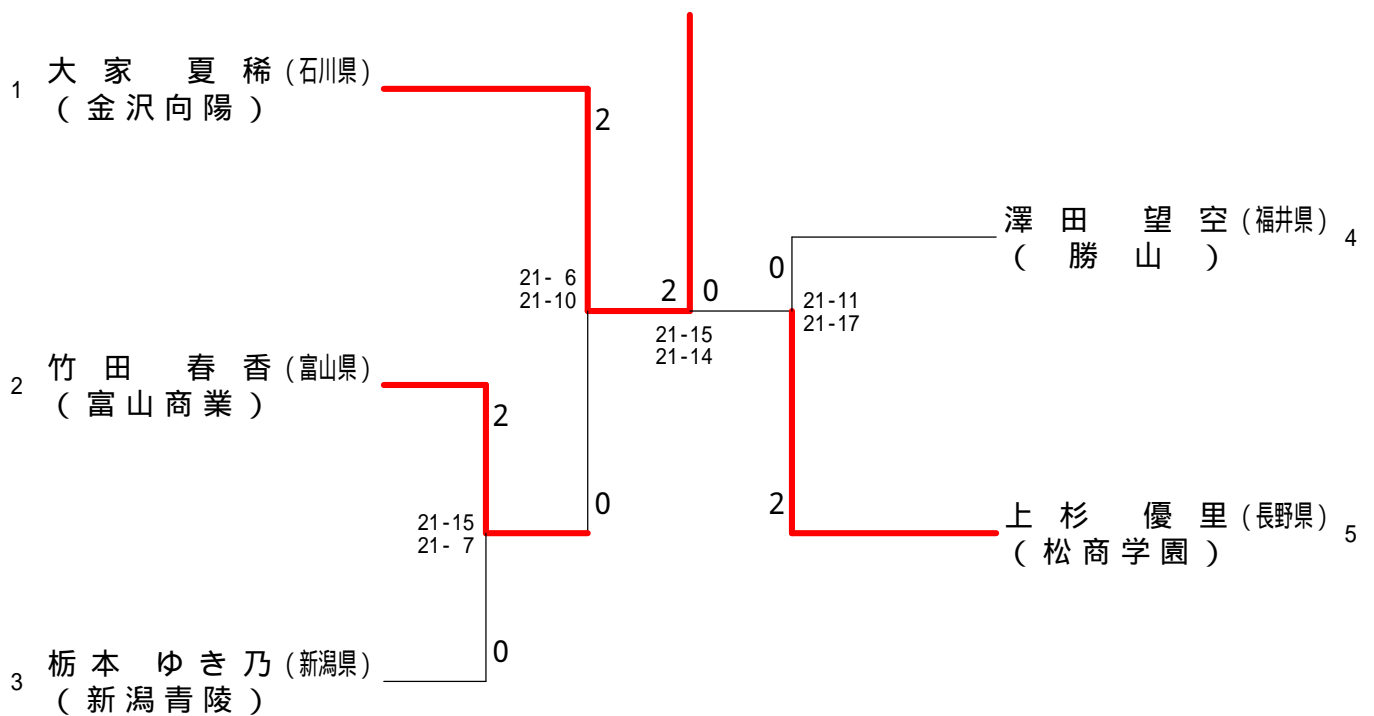 1 大家 夏稀 (石川県)
(金沢向陽)
2
21- 6
21-10
2 竹田 春香 (富山県)
(富山商業)
2
0
21-15
21- 7
3 栃本 ゆき乃 (新潟県)
(新潟青陵)
0
2 0
21-15
21-14
澤田 望空 (福井県) 4
(勝山)
0
21-11
21-17
2
上杉 優里 (長野県) 5
(松商学園)